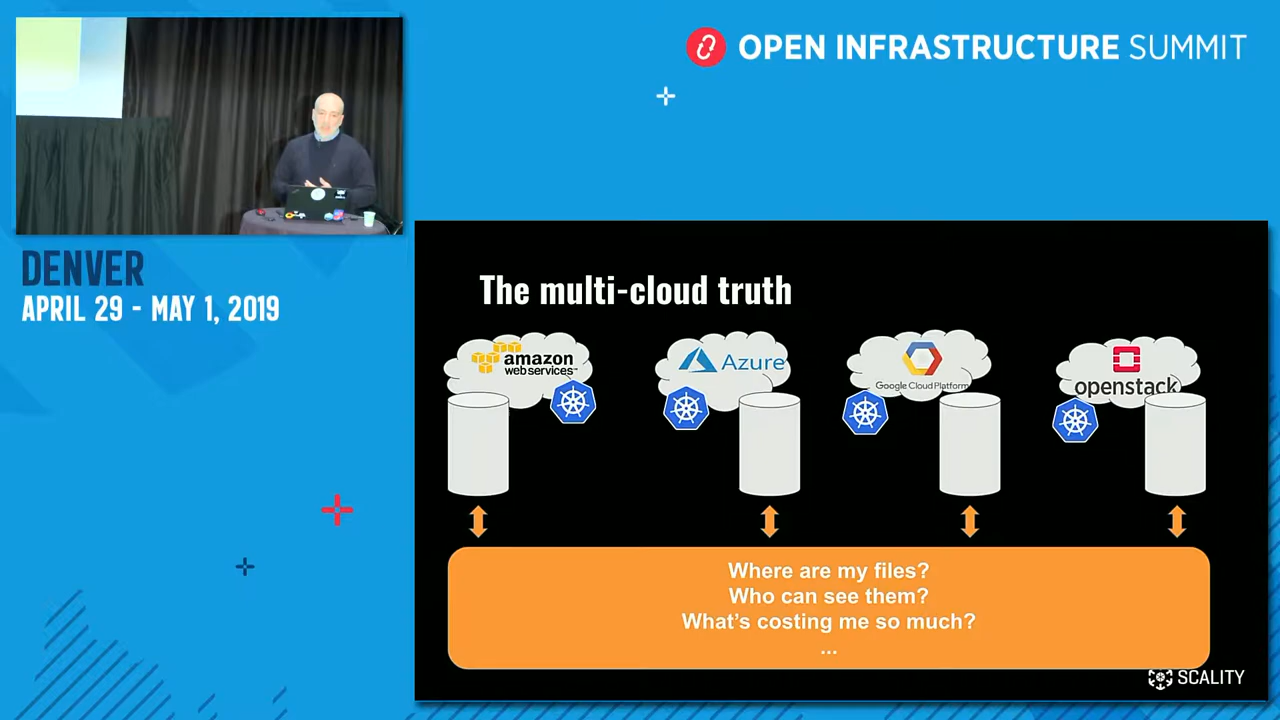 OPEN INFRASTRUCTURE SUMMIT
DENVER
APRIL 29 - MAY 1, 2019
The multi-cloud truth
amazon
web services™
Azure
Google Cloud Platform
openstack
Where are my files?
Who can see them?
What's costing me so much?
...
SCALITY